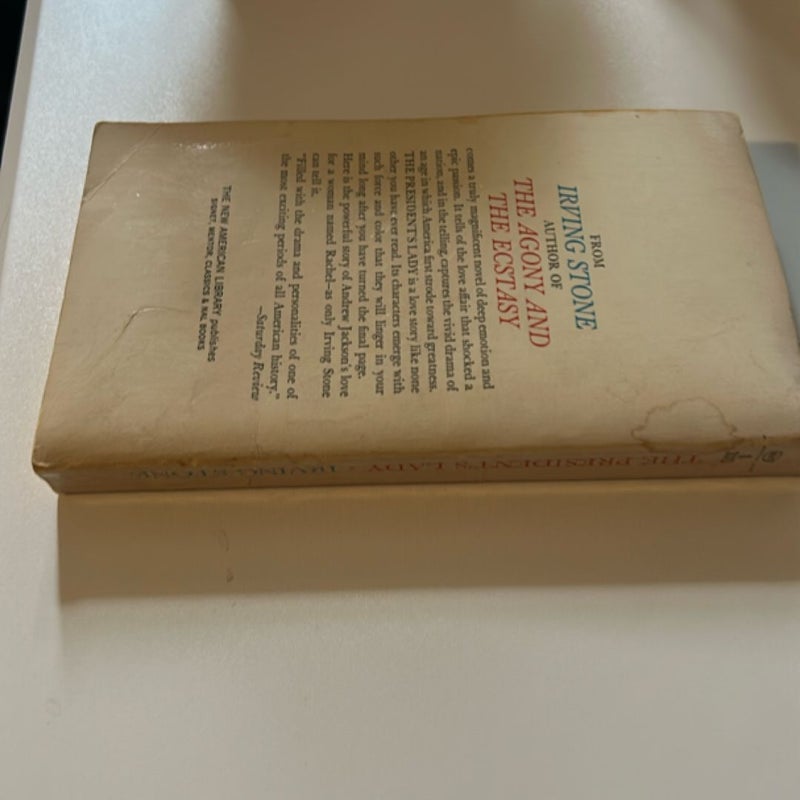 FROM
IRVING STONE
AUTHOR OF
THE AGONY AND
THE ECSTASY
comes a truly magnificent novel of deep emotion and
epic passion. It tells of the love affair that shocked a
nation, and in the telling, captures the vivid drama of
an age in which America first strode toward greatness.
THE PRESIDENT'S LADY is a love story like none
other you have ever read. Its characters emerge with
such force and color that they will linger in your
mind long after you have turned the final page.
Here is the powerful story of Andrew Jackson's love
for a woman named Rachel—as only Irving Stone
can tell it.
"Filled with the drama and personalities of one of
the most exciting periods of all American history."
—Saturday Review
THE NEW AMERICAN LIBRARY publishes
SIGNET, MENTOR, CLASSICS & NAL BOOKS
THE PRESIDENT'S LADY • IRVING STONE